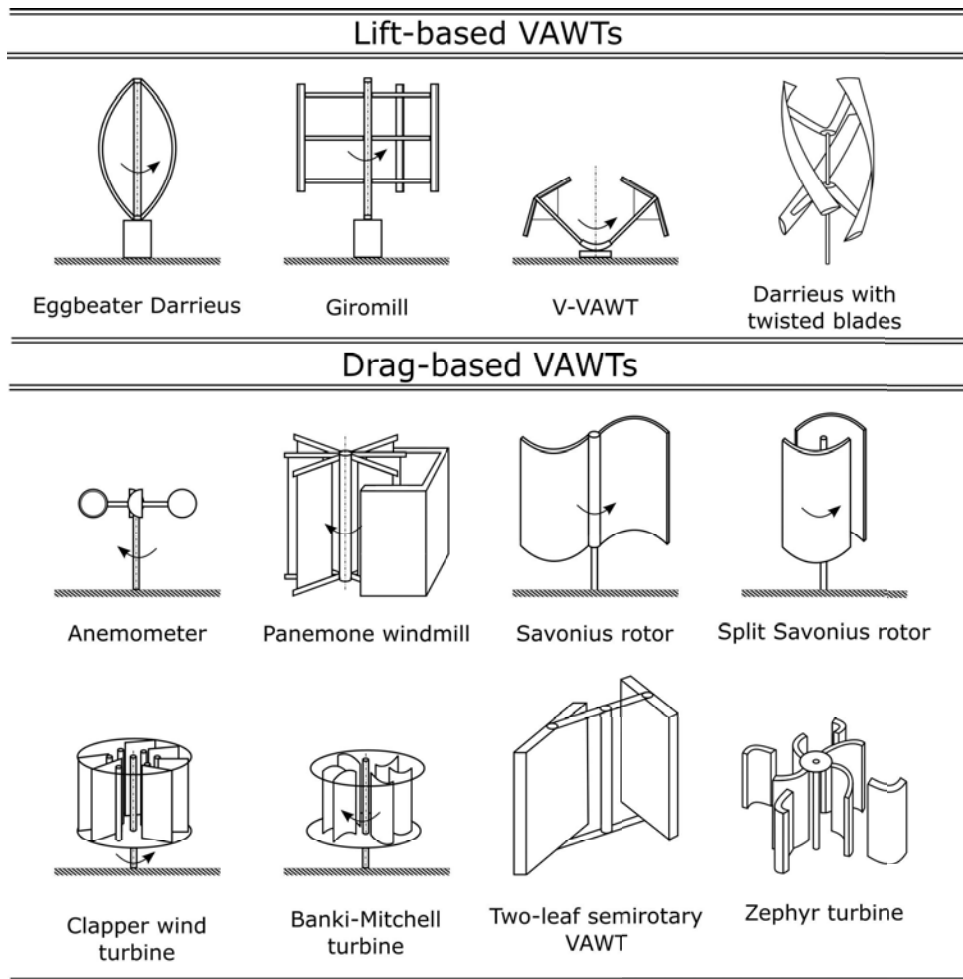 Lift-based VAWTs
Eggbeater Darrieus
Giromill
V-VAWT
Darrieus with
twisted blades
Drag-based VAWTs
Anemometer
Panemone windmill
Savonius rotor
Split Savonius rotor
Clapper wind
turbine
Banki-Mitchell
turbine
Two-leaf semirotary
VAWT
Zephyr turbine